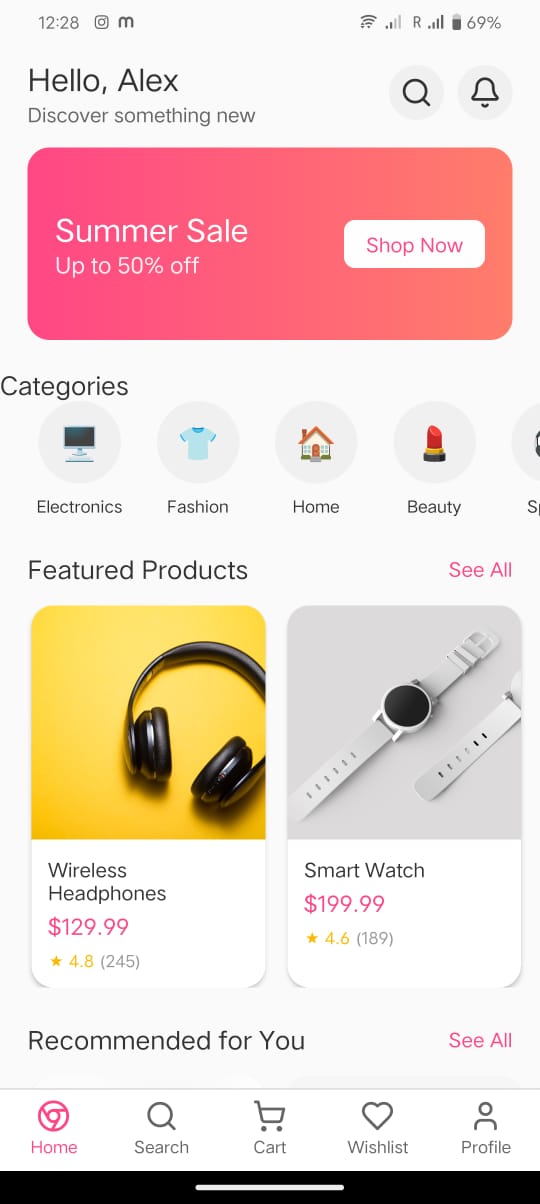 12:28 m R 69%
Hello, Alex
Discover something new
Summer Sale
Up to 50% off
Shop Now
Categories
Electronics Fashion Home Beauty Sp
Featured Products See All
Wireless
Headphones
$129.99
★ 4.8 (245)
Smart Watch
$199.99
★ 4.6 (189)
Recommended for You See All
Home Search Cart Wishlist Profile